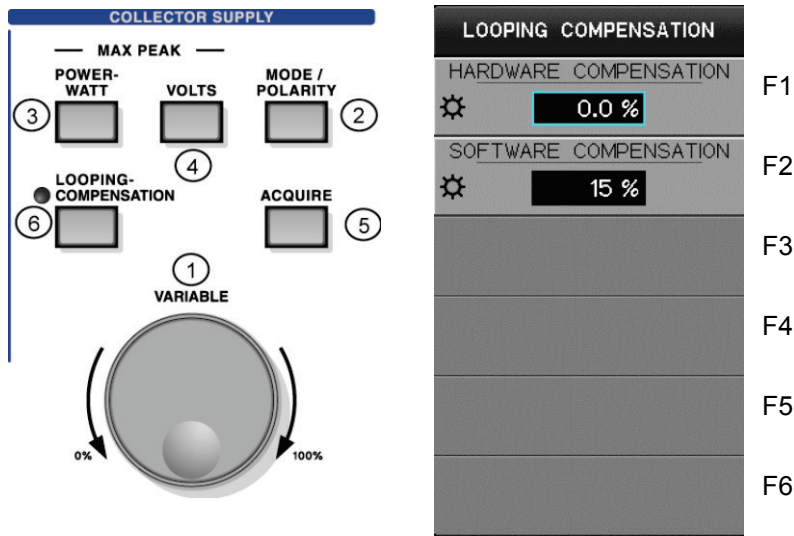 COLLECTOR SUPPLY
MAX PEAK
POWER-
WATT
VOLTS
MODE /
POLARITY
3
4
2
LOOPING-
COMPENSATION
ACQUIRE
6
5
1
VARIABLE
0%
100%
LOOPING COMPENSATION
HARDWARE COMPENSATION
0.0 %
F1
SOFTWARE COMPENSATION
15 %
F2
F3
F4
F5
F6